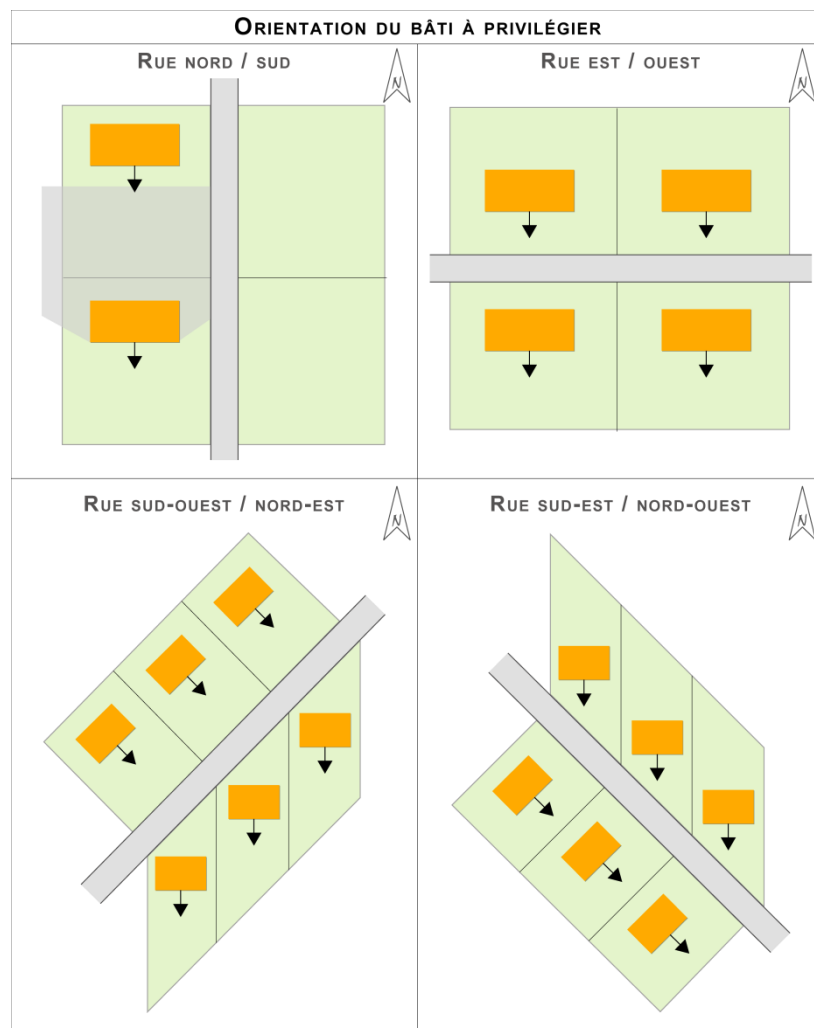 Orientation du bâti à privilégier
Rue nord / sud
N
Rue est / ouest
N
Rue sud-ouest / nord-est
N
Rue sud-est / nord-ouest
N